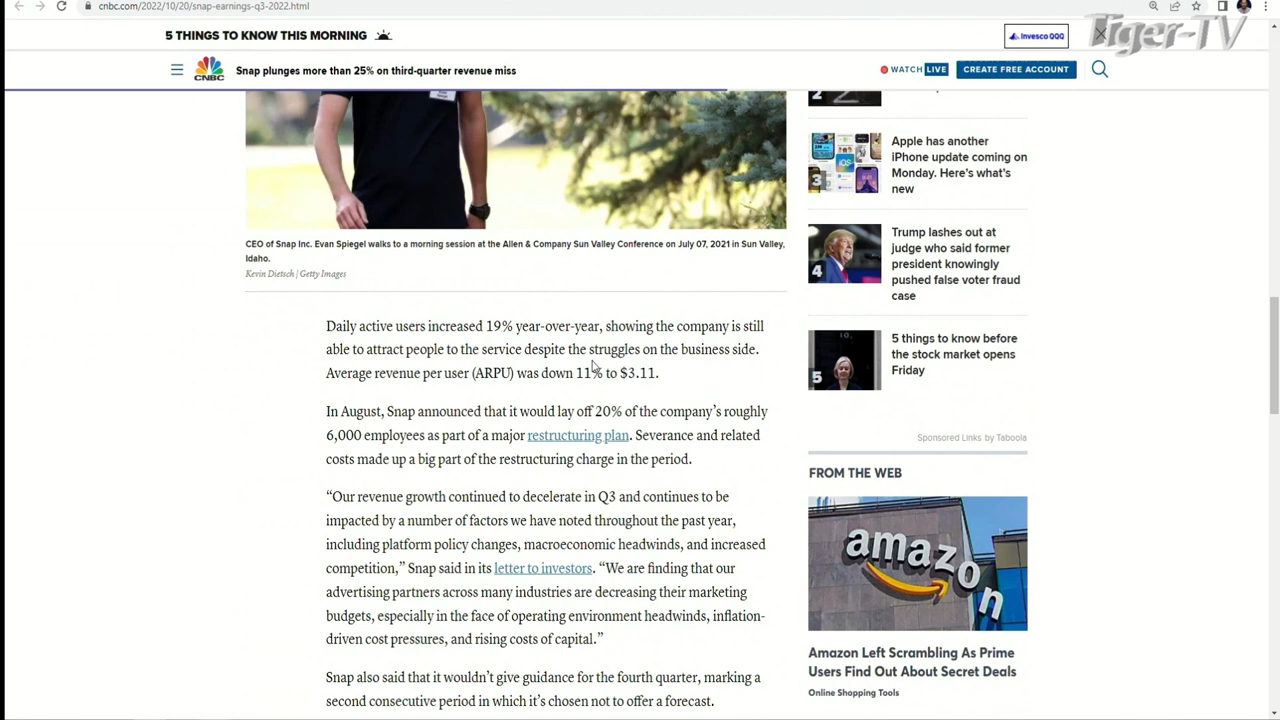 cnbc.com/2022/10/20/snap-earnings-q3-2022.html
Tiger-TV
5 THINGS TO KNOW THIS MORNING
Invesco QQQ
CNBC
Snap plunges more than 25% on third-quarter revenue miss
WATCH LIVE
CREATE FREE ACCOUNT
CEO of Snap Inc. Evan Spiegel walks to a morning session at the Allen & Company Sun Valley Conference on July 07, 2021 in Sun Valley,
Idaho.
Kevin Dietsch | Getty Images
Daily active users increased 19% year-over-year, showing the company is still
able to attract people to the service despite the struggles on the business side.
Average revenue per user (ARPU) was down 11% to $3.11.
In August, Snap announced that it would lay off 20% of the company's roughly
6,000 employees as part of a major restructuring plan. Severance and related
costs made up a big part of the restructuring charge in the period.
“Our revenue growth continued to decelerate in Q3 and continues to be
impacted by a number of factors we have noted throughout the past year,
including platform policy changes, macroeconomic headwinds, and increased
competition,” Snap said in its letter to investors. “We are finding that our
advertising partners across many industries are decreasing their marketing
budgets, especially in the face of operating environment headwinds, inflation-
driven cost pressures, and rising costs of capital.”
Snap also said that it wouldn't give guidance for the fourth quarter, marking a
second consecutive period in which it's chosen not to offer a forecast.
2
3
iOS
Apple has another
iPhone update coming on
Monday. Here's what's
new
4
Trump lashes out at
judge who said former
president knowingly
pushed false voter fraud
case
5
10
5 things to know before
the stock market opens
Friday
Sponsored Links by Taboola
FROM THE WEB
amazon
Amazon Left Scrambling As Prime
Users Find Out About Secret Deals
Online Shopping Tools